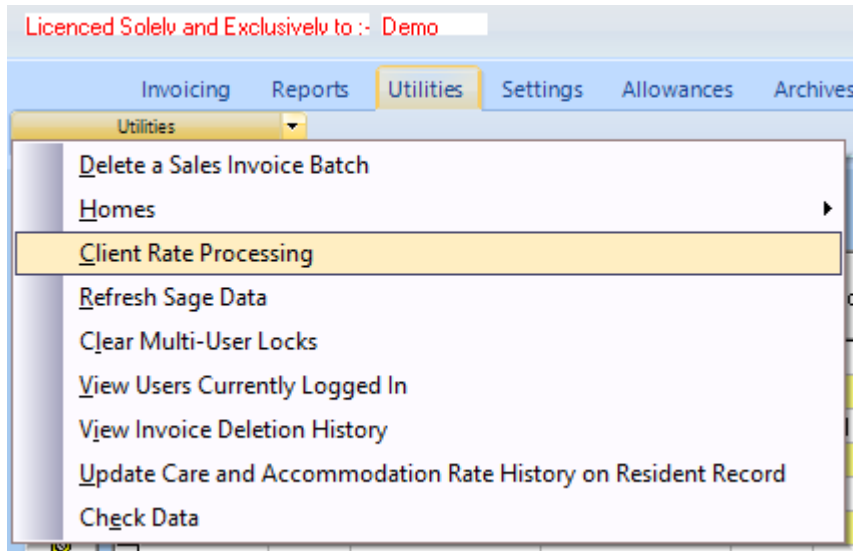 Licenced Solely and Exclusively to :- Demo
Invoicing Reports Utilities Settings Allowances Archives
Utilities
Delete a Sales Invoice Batch
Homes
Client Rate Processing
Refresh Sage Data
Clear Multi-User Locks
View Users Currently Logged In
View Invoice Deletion History
Update Care and Accommodation Rate History on Resident Record
Check Data